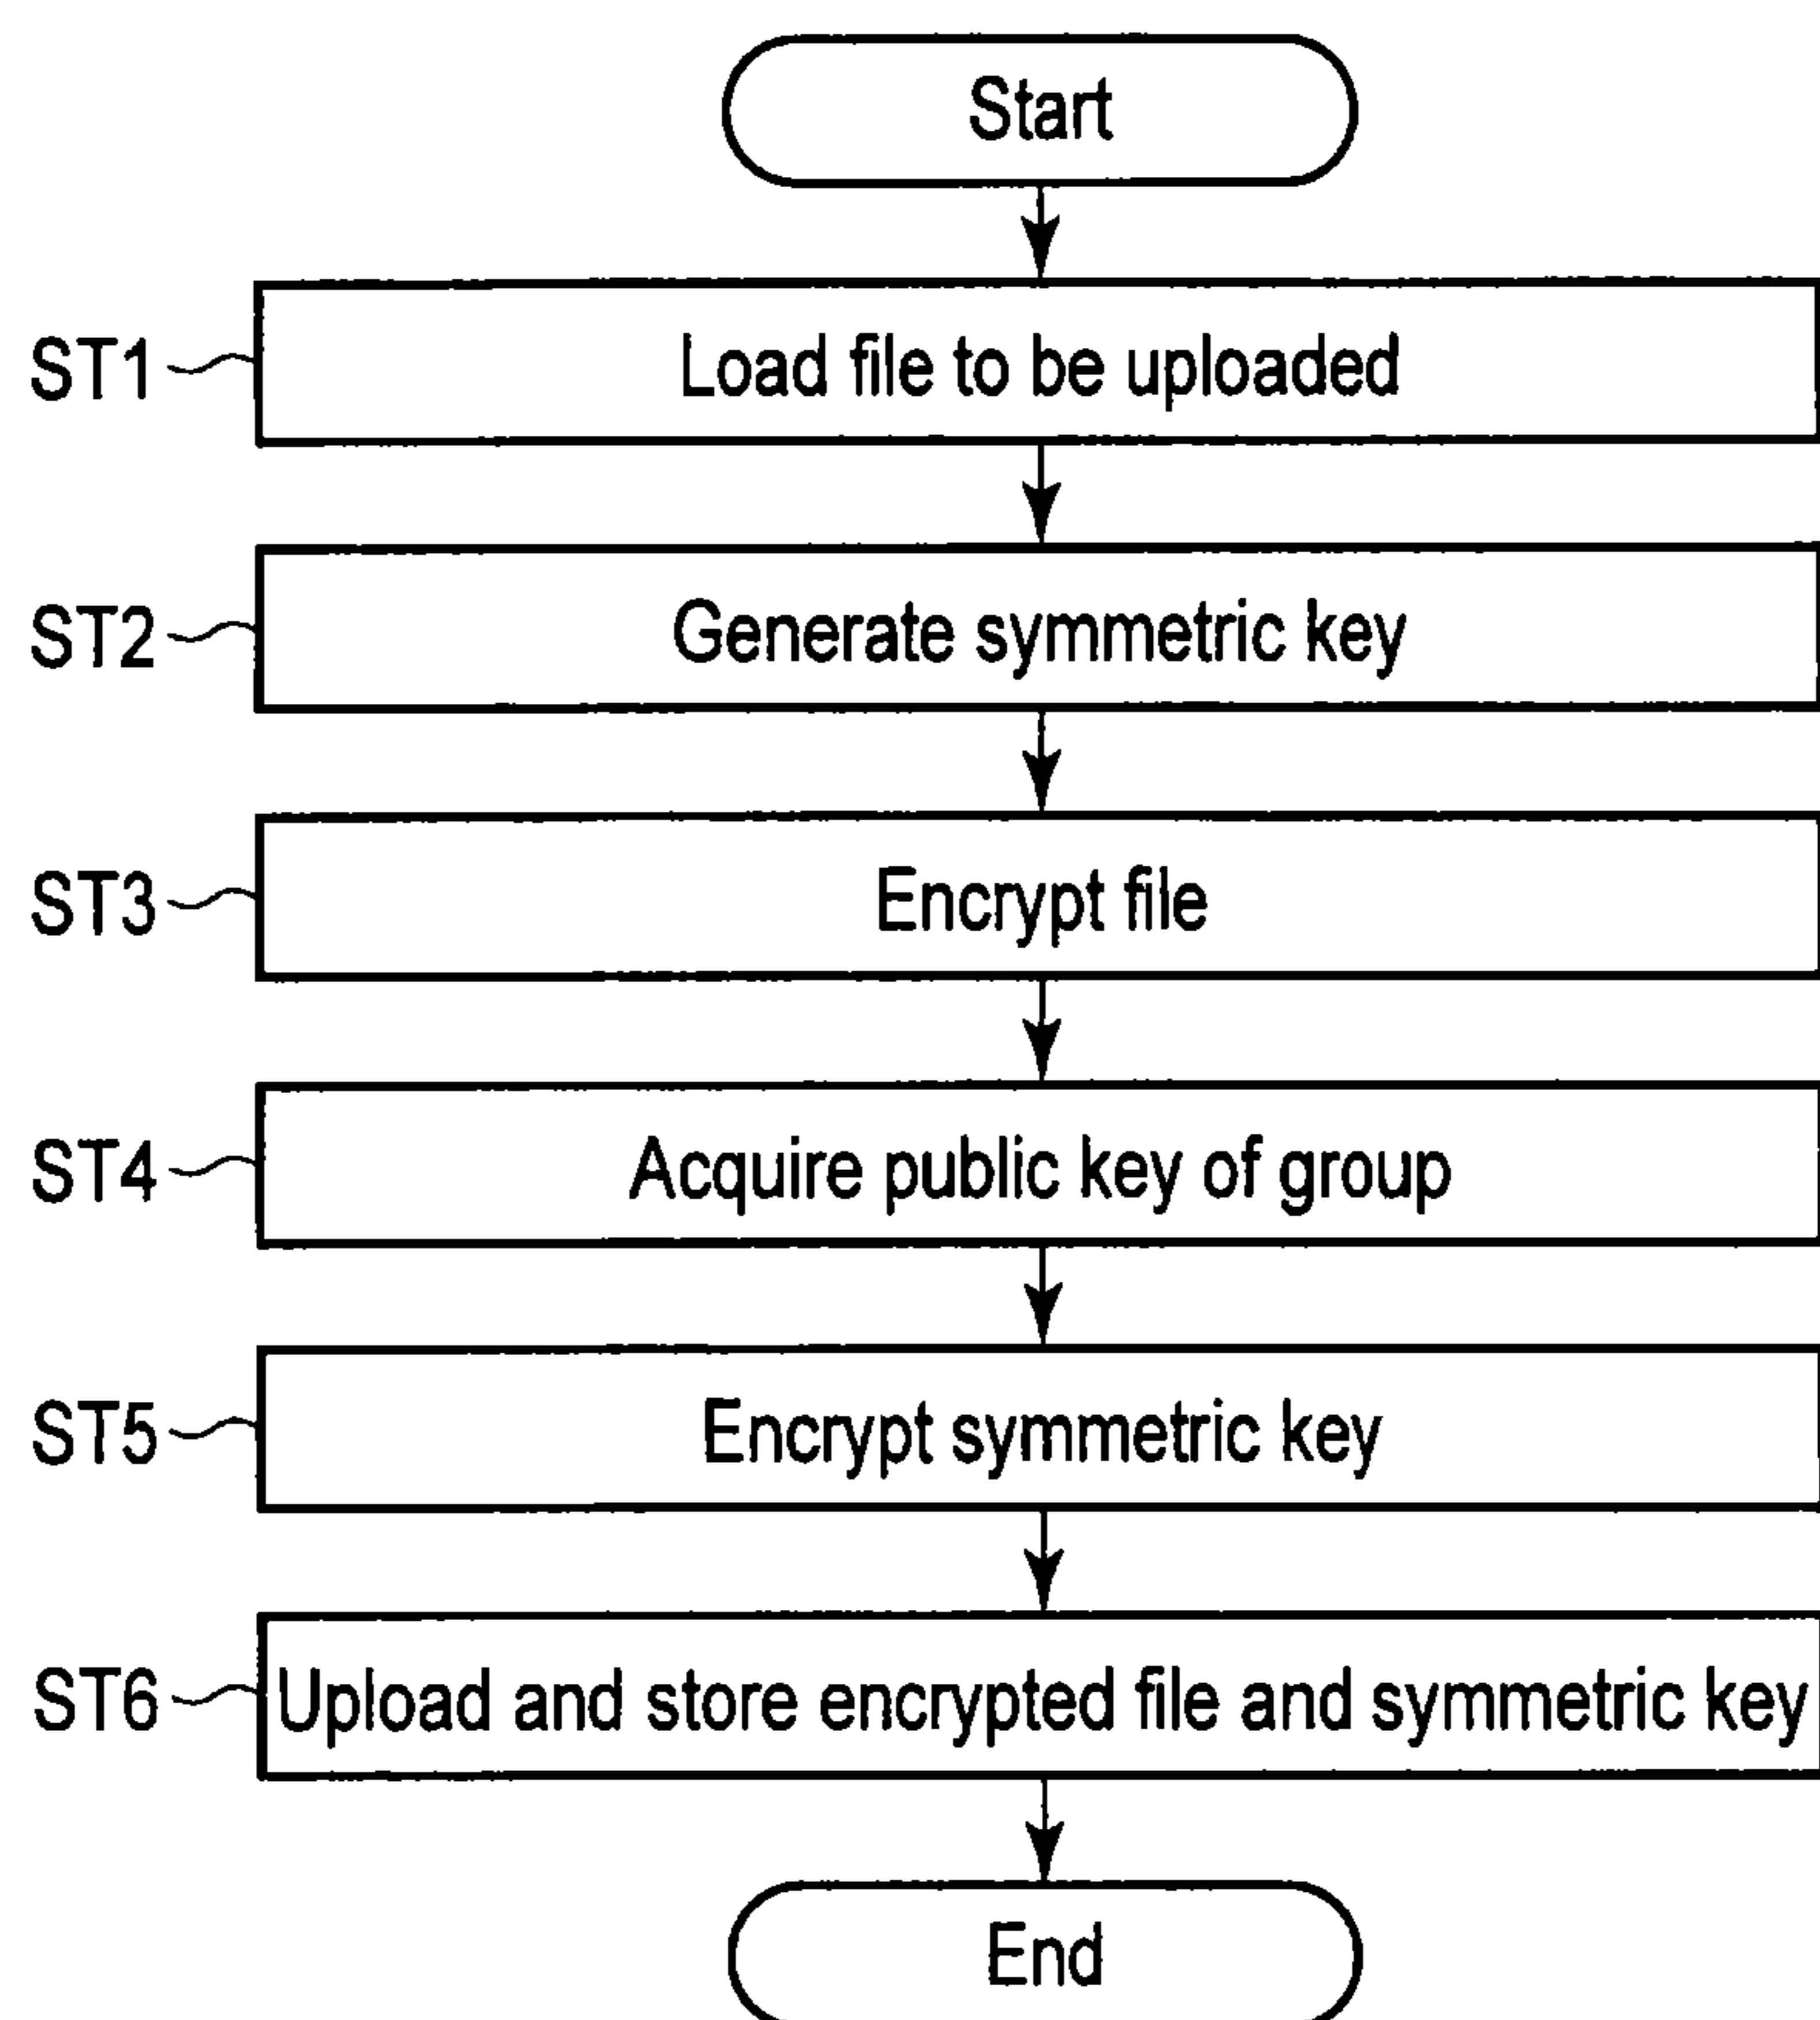 Start
ST1 Load file to be uploaded
ST2 Generate symmetric key
ST3 Encrypt file
ST4 Acquire public key of group
ST5 Encrypt symmetric key
ST6 Upload and store encrypted file and symmetric key
End